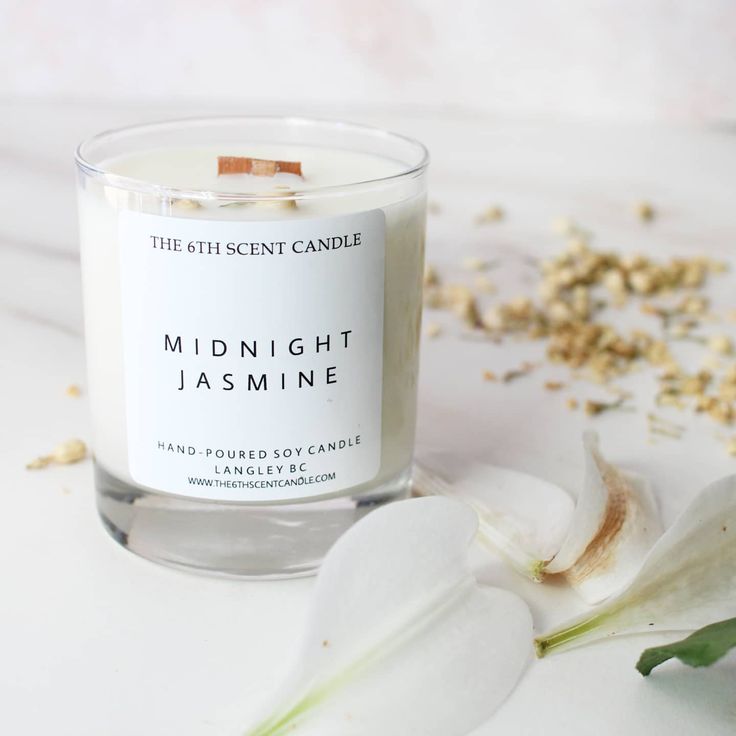 THE 6TH SCENT CANDLE
MIDNIGHT
JASMINE
HAND-POURED SOY CANDLE
LANGLEY BC
WWW.THE6THSCENTCANDLE.COM